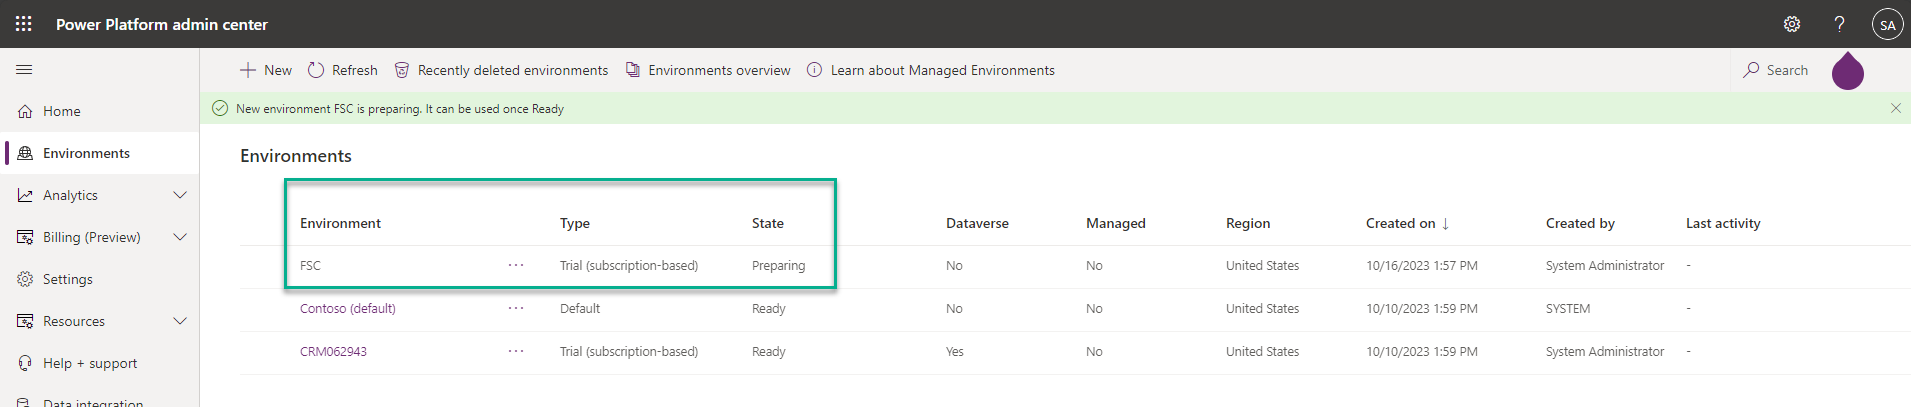 Power Platform admin center
? SA
New Refresh Recently deleted environments Environments overview Learn about Managed Environments Search
New environment FSC is preparing. It can be used once Ready
Home
Environments
Analytics
Billing (Preview)
Settings
Resources
Help + support
Data integration
Environments
Environment Type State Dataverse Managed Region Created on ↓ Created by Last activity
FSC ... Trial (subscription-based) Preparing No No United States 10/16/2023 1:57 PM System Administrator -
Contoso (default) ... Default Ready No No United States 10/10/2023 1:59 PM SYSTEM -
CRM062943 ... Trial (subscription-based) Ready Yes No United States 10/10/2023 1:59 PM System Administrator -